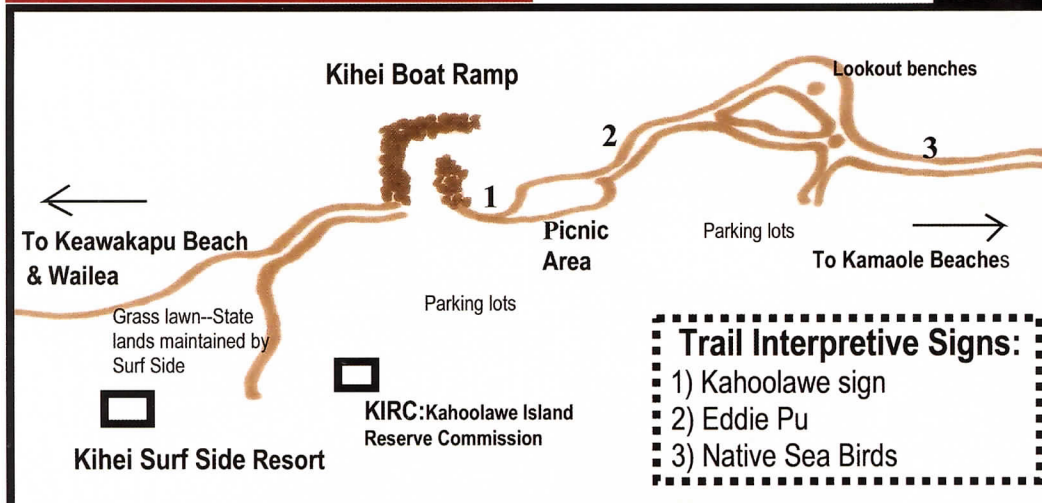 Kihei Boat Ramp
Lookout benches
2
3
1
To Keawakapu Beach
& Wailea
Picnic
Area
Parking lots
To Kamaole Beaches
Grass lawn--State
lands maintained by
Surf Side
Parking lots
KIRC:Kahoolawe Island
Reserve Commission
Kihei Surf Side Resort
Trail Interpretive Signs:
1) Kahoolawe sign
2) Eddie Pu
3) Native Sea Birds